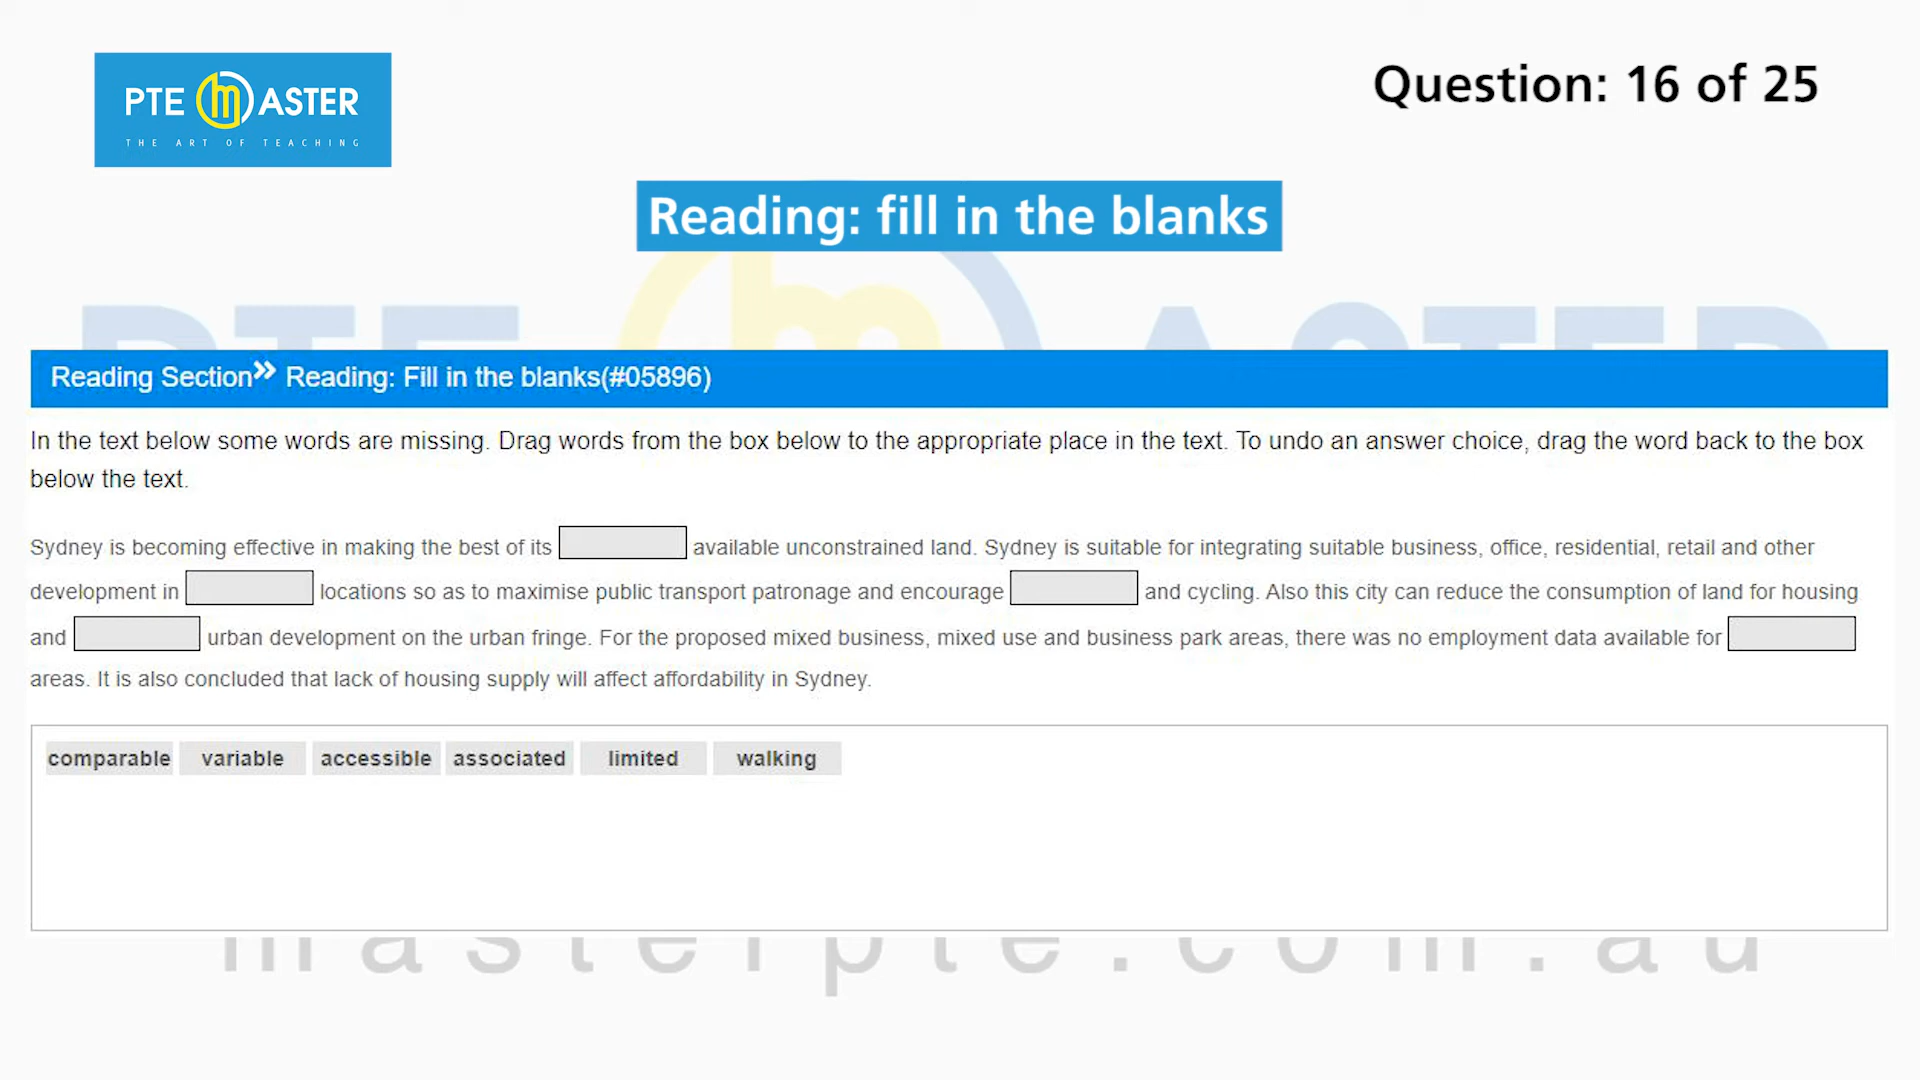 PTE MASTER
THE ART OF TEACHING
Question: 16 of 25
Reading: fill in the blanks
PTE m ASTER
Reading Section» Reading: Fill in the blanks(#05896)
In the text below some words are missing. Drag words from the box below to the appropriate place in the text. To undo an answer choice, drag the word back to the box
below the text.
Sydney is becoming effective in making the best of its available unconstrained land. Sydney is suitable for integrating suitable business, office, residential, retail and other
development in locations so as to maximise public transport patronage and encourage and cycling. Also this city can reduce the consumption of land for housing
and urban development on the urban fringe. For the proposed mixed business, mixed use and business park areas, there was no employment data available for
areas. It is also concluded that lack of housing supply will affect affordability in Sydney.
comparable variable accessible associated limited walking
masterpte.com.au